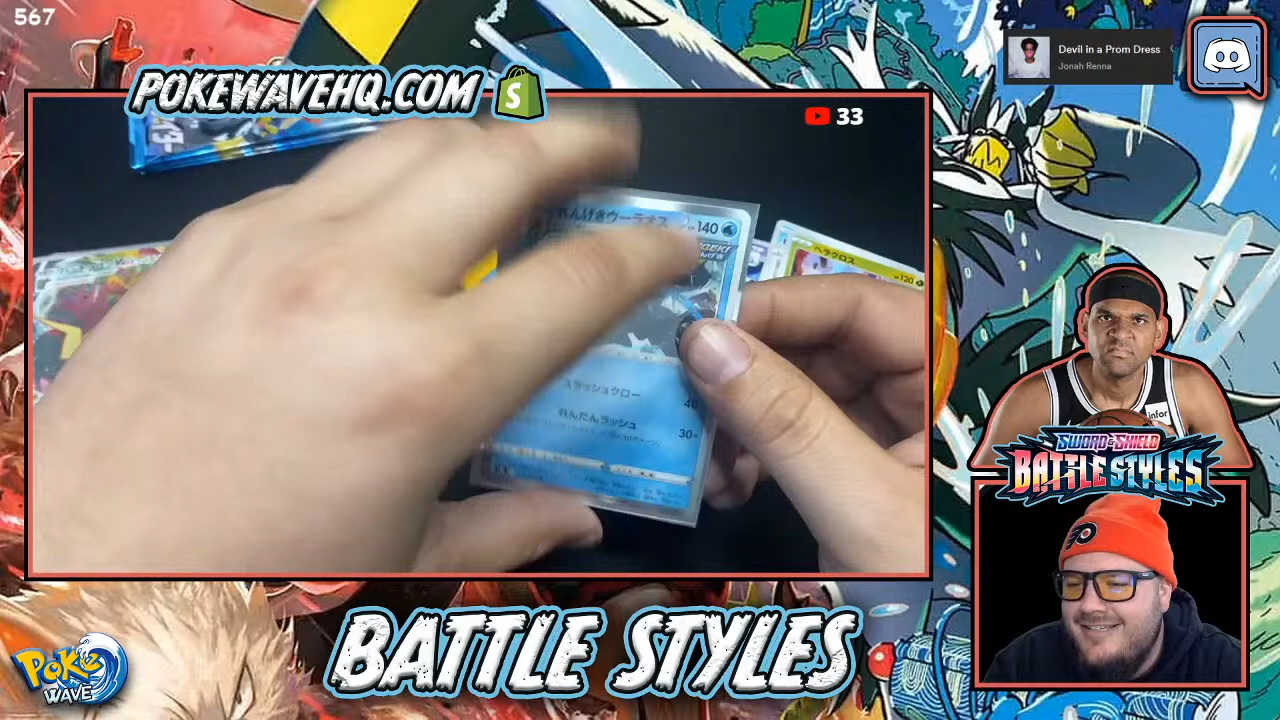 567
POKEWAVEHQ.COM
33
Devil in a Prom Dress
Jonah Renna
れんげきウーラオス
140
ヘラクロス
120
ラッシュクロー
40
れんだんラッシュ
30×
infor
SWORD & SHIELD
BATTLE STYLES
BATTLE STYLES
POKÉ
WAVE